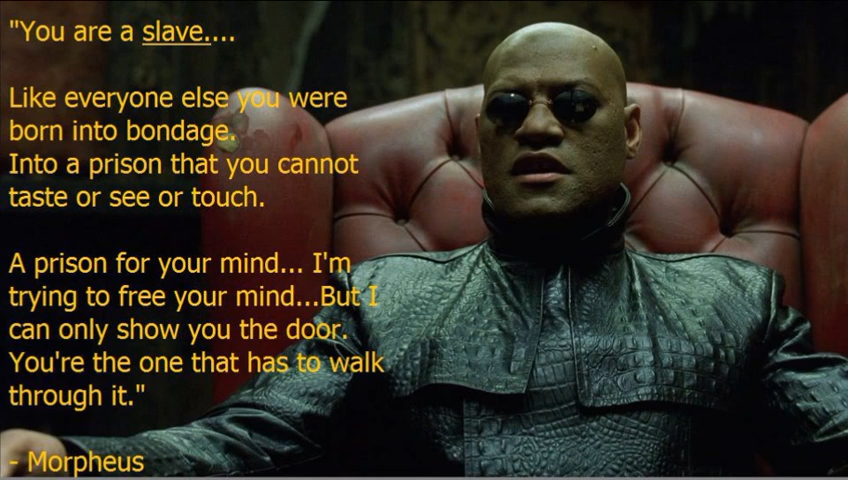 "You are a slave....
Like everyone else you were
born into bondage.
Into a prison that you cannot
taste or see or touch.
A prison for your mind... I'm
trying to free your mind...But I
can only show you the door.
You're the one that has to walk
through it."
- Morpheus